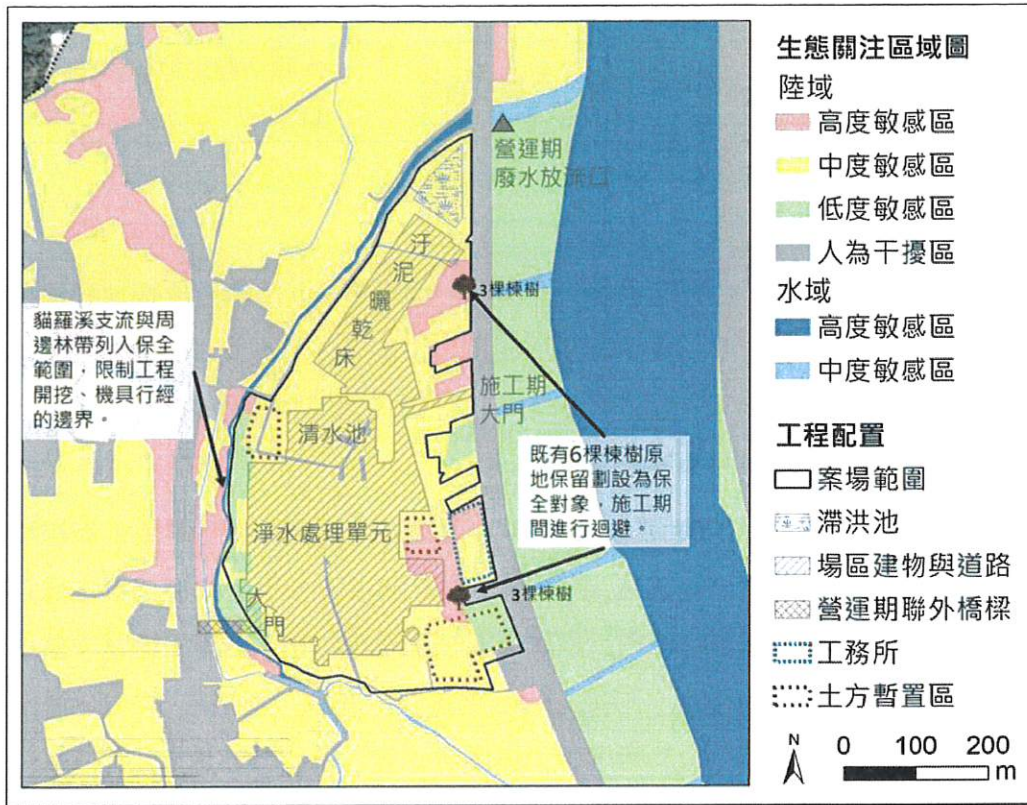 營運期
廢水放流口
汙
泥
曬
乾
床
3棵楝樹
貓羅溪支流與周
邊林帶列入保全
範圍，限制工程
開挖、機具行經
的邊界。
施工期
大門
清水池
既有6棵楝樹原
地保留劃設為保
全對象，施工期
間進行迴避。
淨水處理單元
3棵楝樹
大
門
生態關注區域圖
陸域
高度敏感區
中度敏感區
低度敏感區
人為干擾區
水域
高度敏感區
中度敏感區
工程配置
案場範圍
滯洪池
場區建物與道路
營運期聯外橋梁
工務所
土方暫置區
N
0 100 200
m